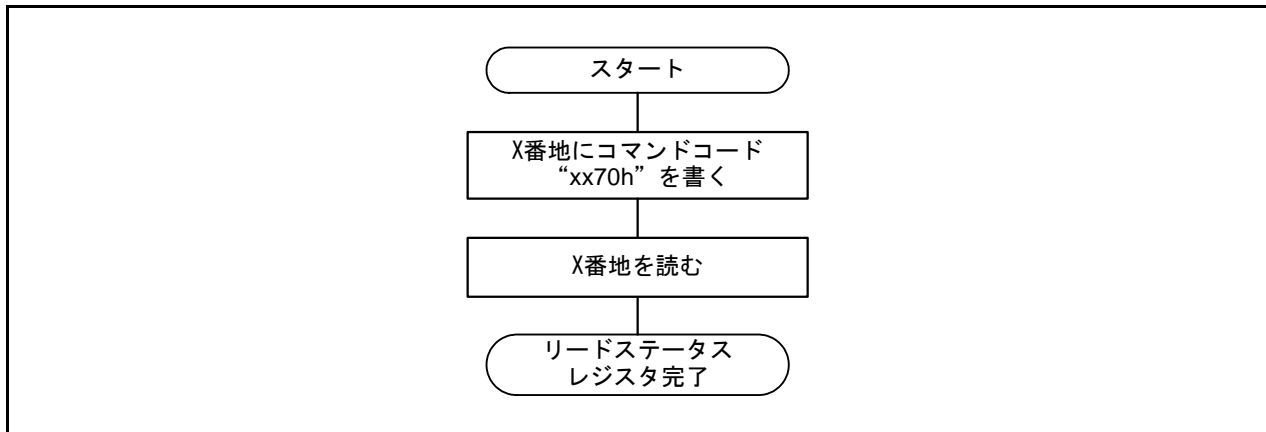 スタート
X番地にコマンドコード
“xx70h”を書く
X番地を読む
リードステータス
レジスタ完了